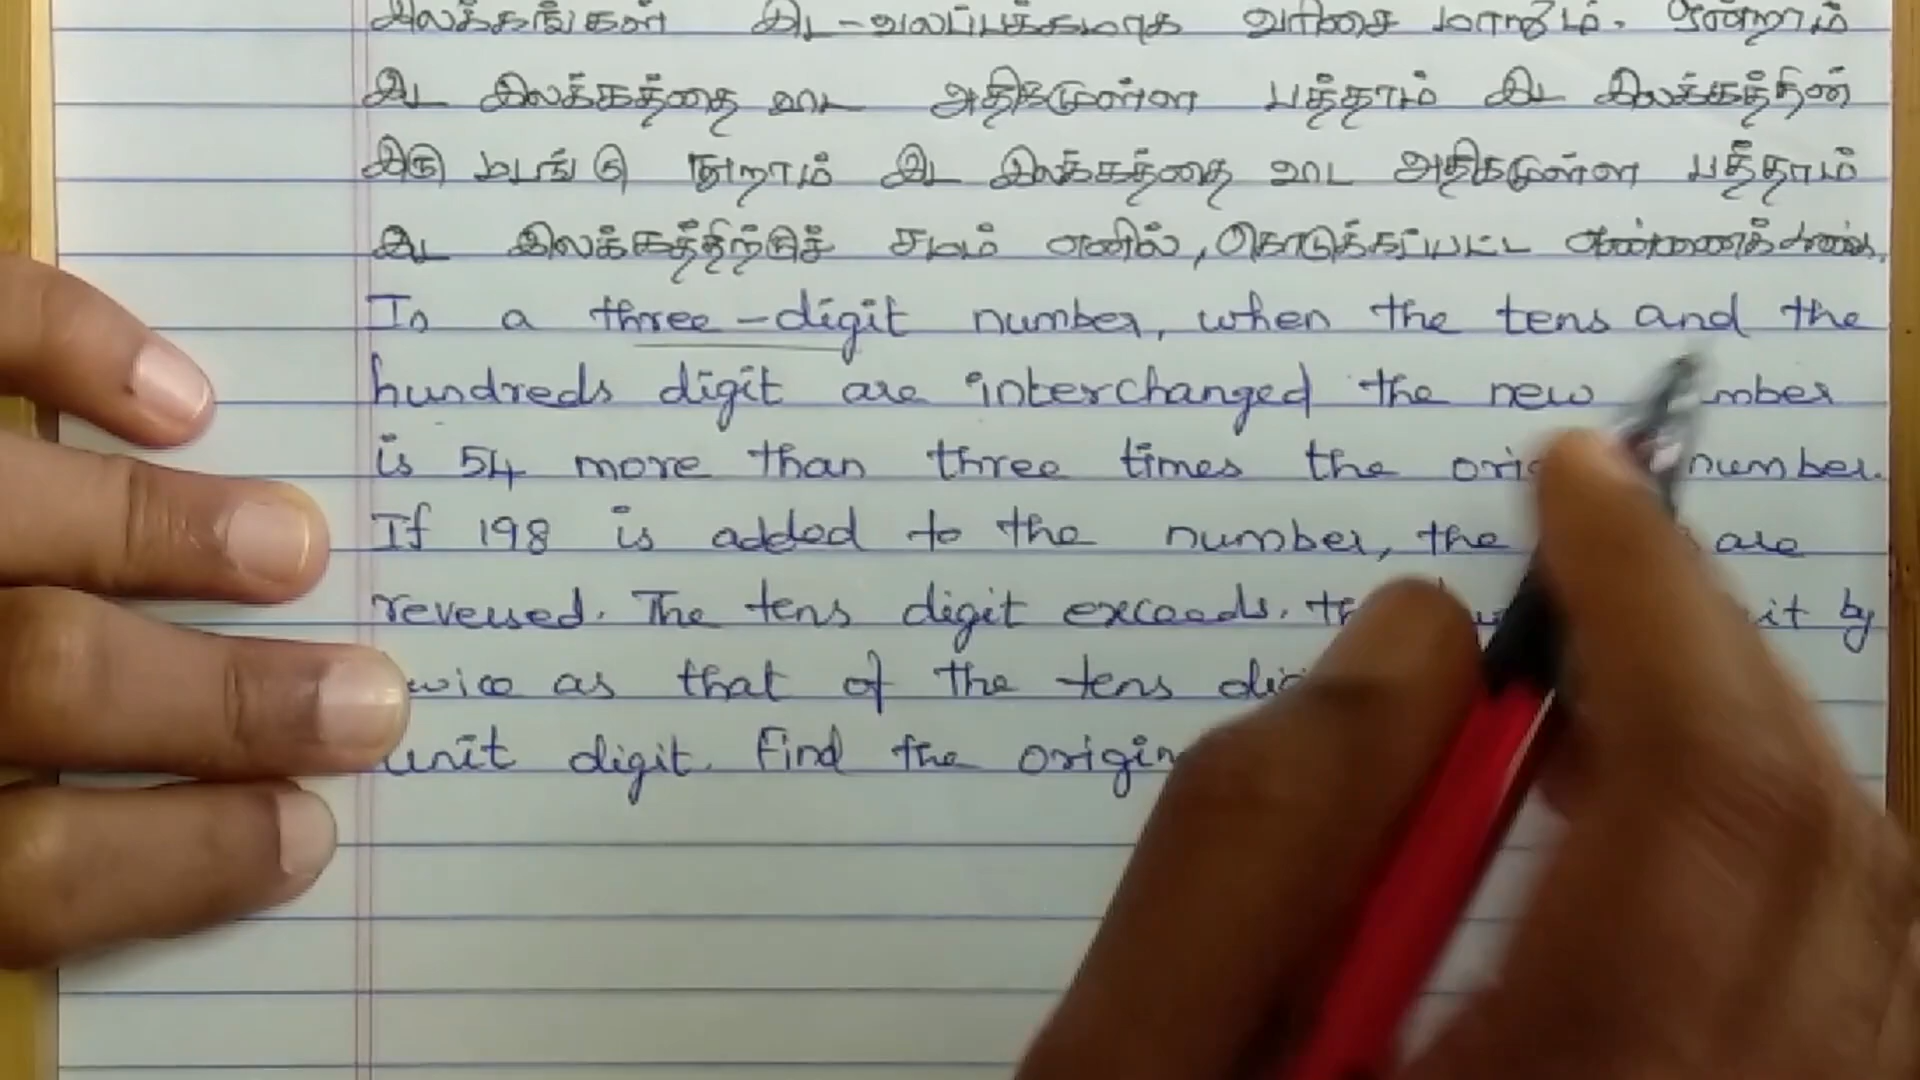 இலக்கங்கள் இட-வலப்பக்கமாக வரிசை மாறும். ஒன்றாம்
இட இலக்கத்தை விட அதிகமுள்ள பத்தாம் இட இலக்கத்தின்
இரு மடங்கு நூறாம் இட இலக்கத்தை விட அதிகமுள்ள பத்தாம்
இட இலக்கத்திற்குச் சமம் எனில், கொடுக்கப்பட்ட
In a three-digit number, when the tens and the
hundreds digit are interchanged the new
is 54 more than three times the number.
If 198 is added to the number, the are
reversed. The tens digit exceeds. by
as that of the tens
unit digit. Find the